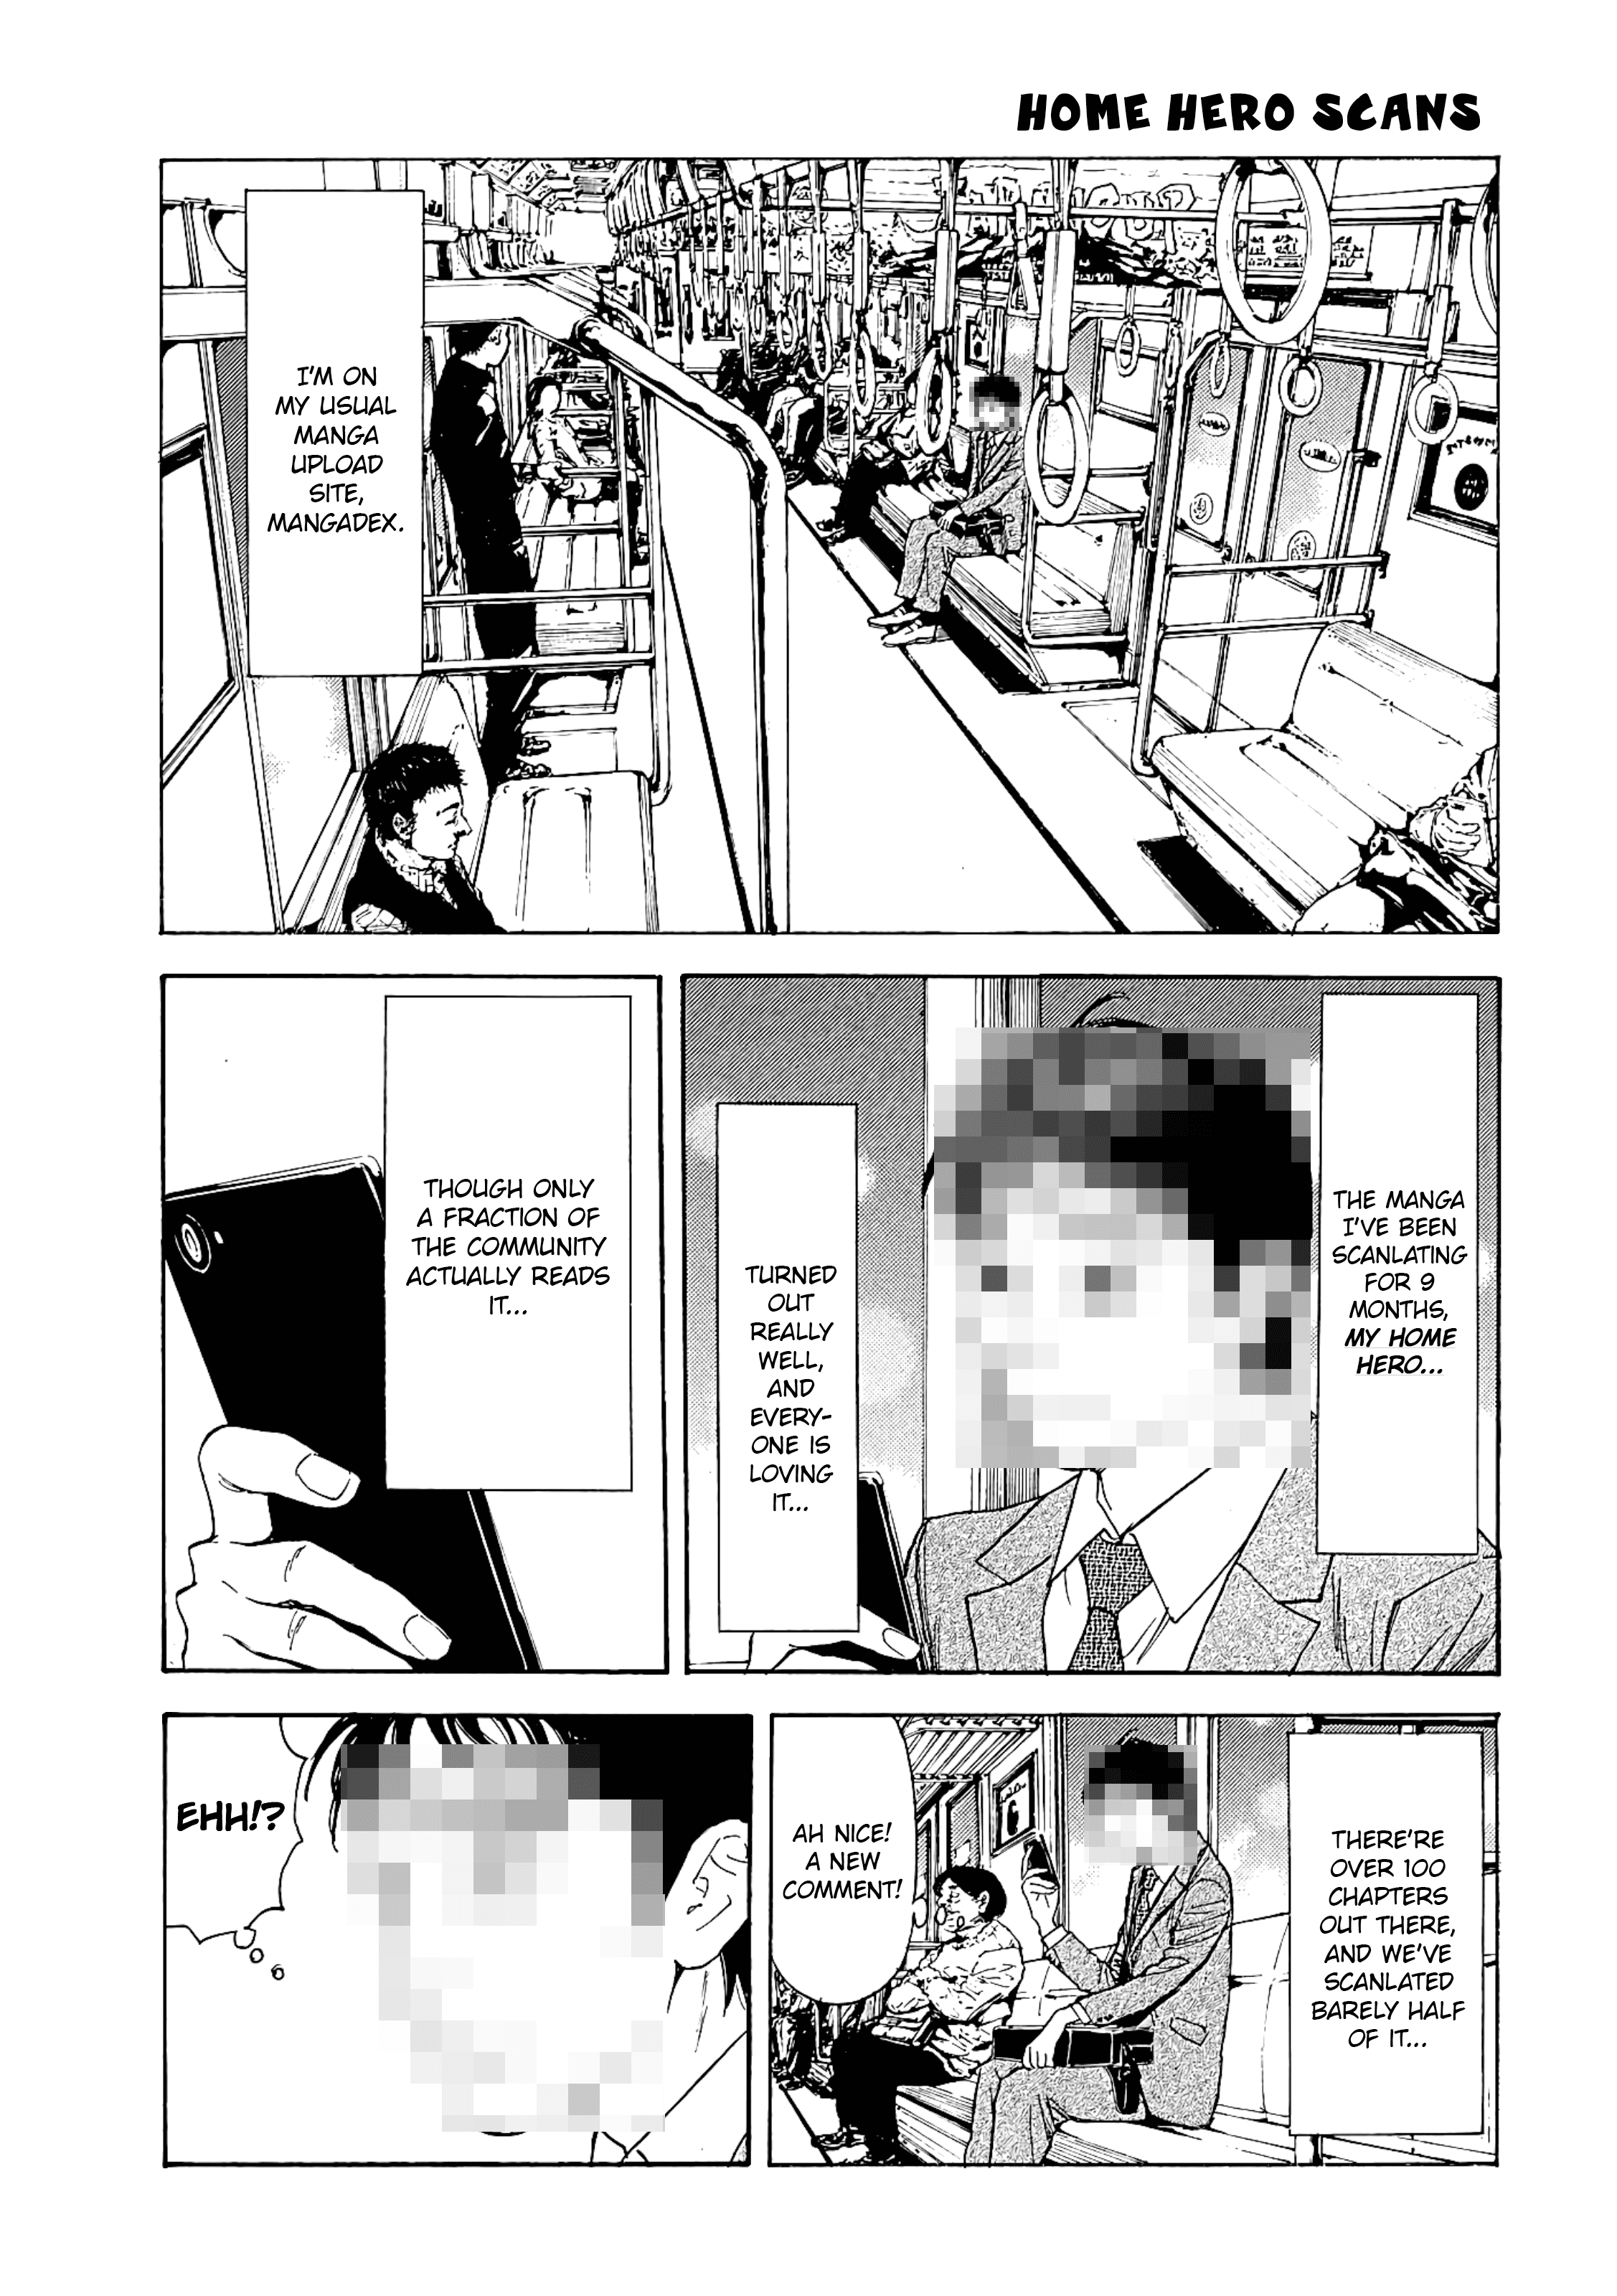 HOME HERO SCANS
I'M ON
MY USUAL
MANGA
UPLOAD
SITE,
MANGADEX.
THE MANGA
I'VE BEEN
SCANLATING
FOR 9
MONTHS,
MY HOME
HERO...
TURNED
OUT
REALLY
WELL,
AND
EVERY-
ONE IS
LOVING
IT...
THOUGH ONLY
A FRACTION OF
THE COMMUNITY
ACTUALLY READS
IT...
THERE'RE
OVER 100
CHAPTERS
OUT THERE,
AND WE'VE
SCANLATED
BARELY HALF
OF IT...
AH NICE!
A NEW
COMMENT!
EHH!?